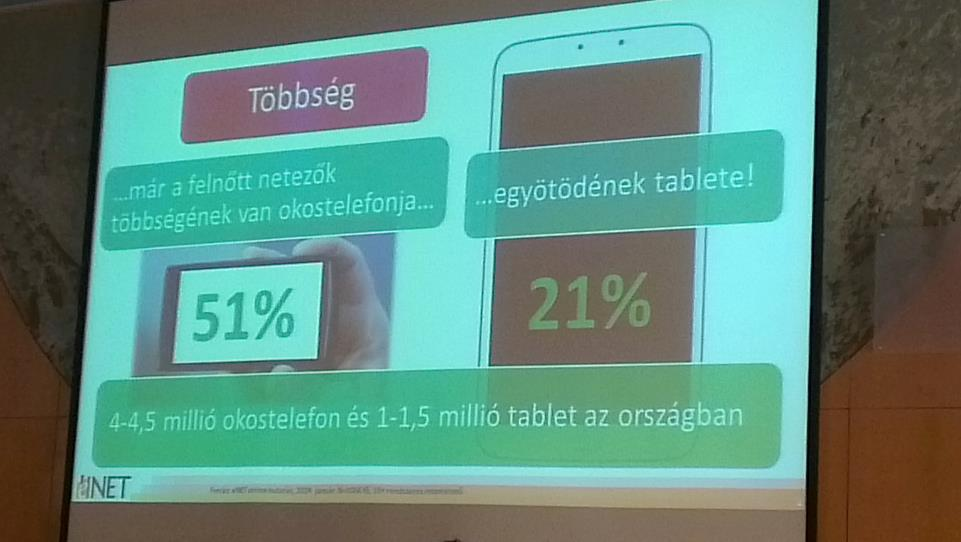 Többség
...már a felnőtt netezők
többségének van okostelefonja...
...egyötödének tablete!
51%
21%
4-4,5 millió okostelefon és 1-1,5 millió tablet az országban
eNET